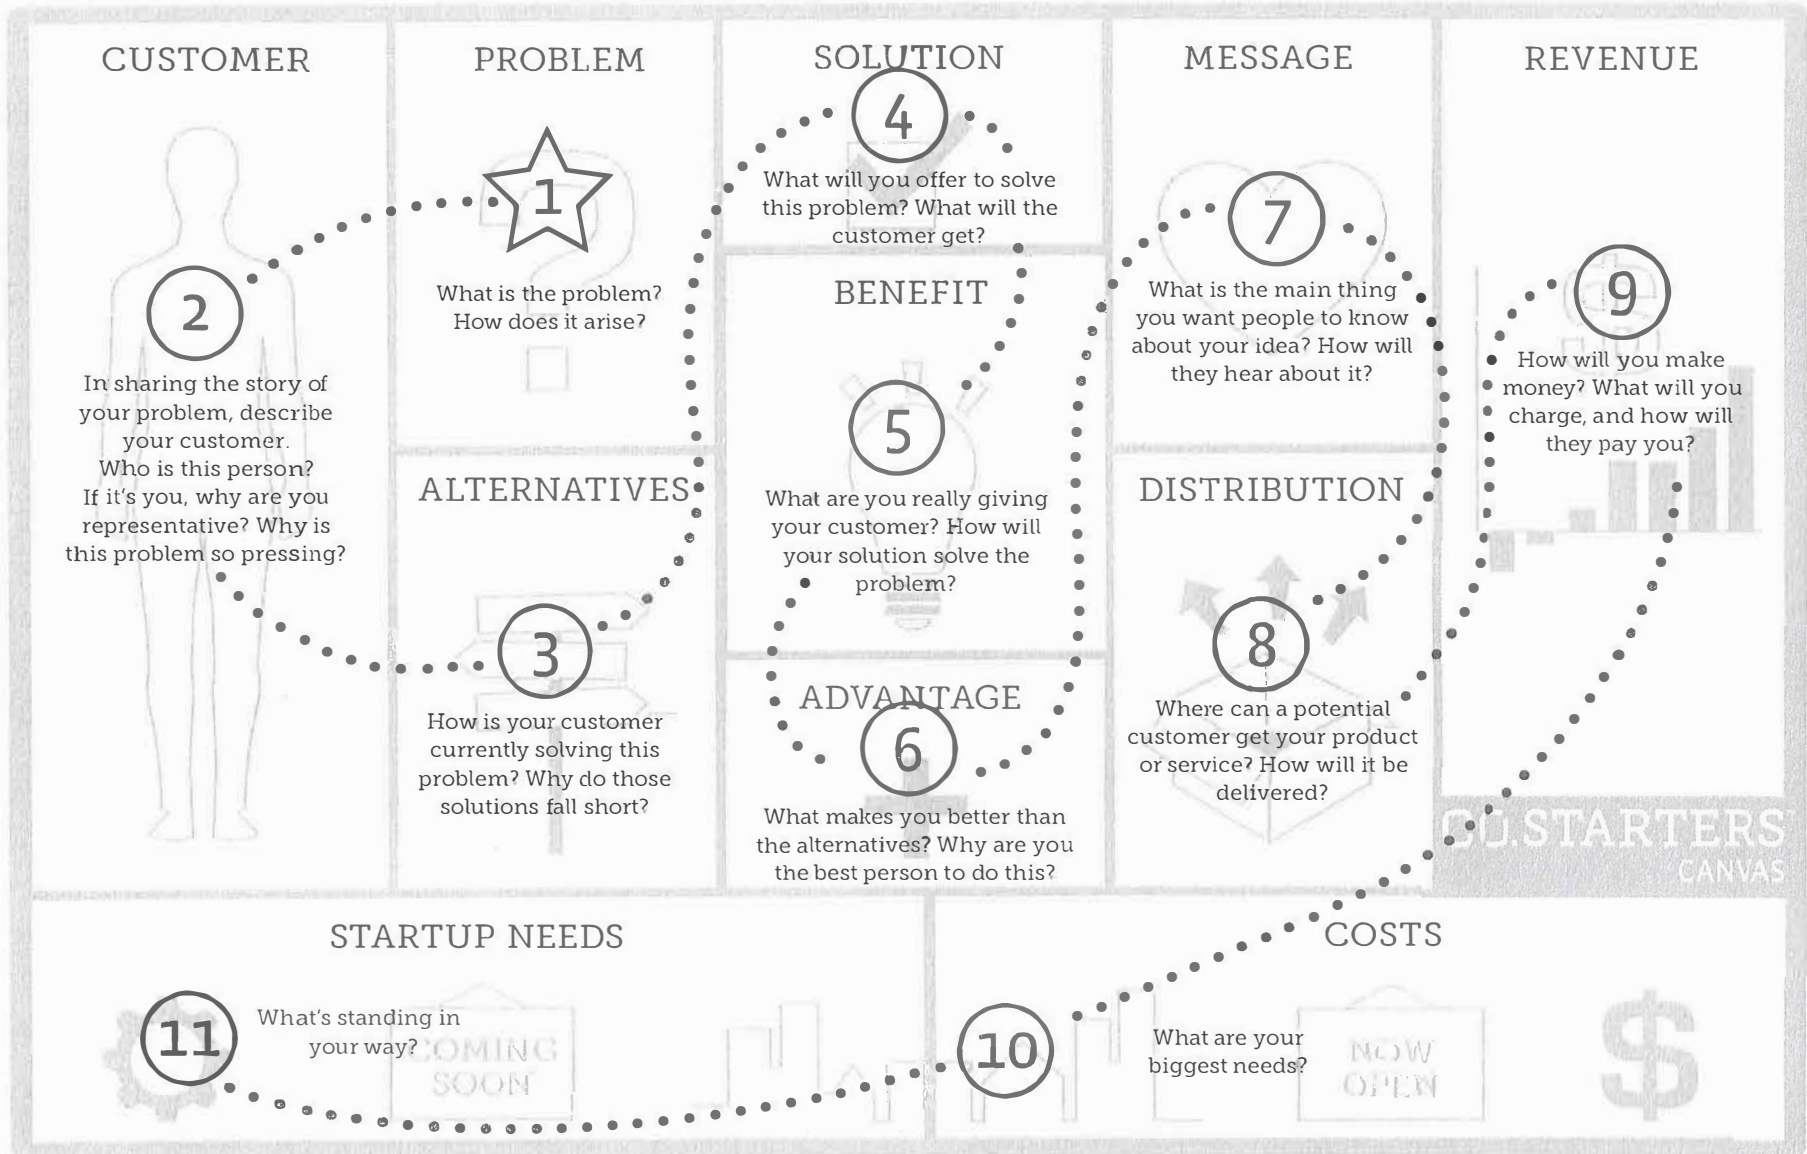 CUSTOMER
2
In sharing the story of
your problem, describe
your customer.
Who is this person?
If it's you, why are you
representative? Why is
this problem so pressing?
PROBLEM
1
What is the problem?
How does it arise?
ALTERNATIVES
3
How is your customer
currently solving this
problem? Why do those
solutions fall short?
SOLUTION
4
What will you offer to solve
this problem? What will the
customer get?
BENEFIT
5
What are you really giving
your customer? How will
your solution solve the
problem?
ADVANTAGE
6
What makes you better than
the alternatives? Why are you
the best person to do this?
MESSAGE
7
What is the main thing
you want people to know
about your idea? How will
they hear about it?
DISTRIBUTION
8
Where can a potential
customer get your product
or service? How will it be
delivered?
REVENUE
$
9
How will you make
money? What will you
charge, and how will
they pay you?
CO.STARTERS
CANVAS
STARTUP NEEDS
11
What's standing in
your way?
COMING
SOON
COSTS
10
What are your
biggest needs?
NOW
OPEN
$